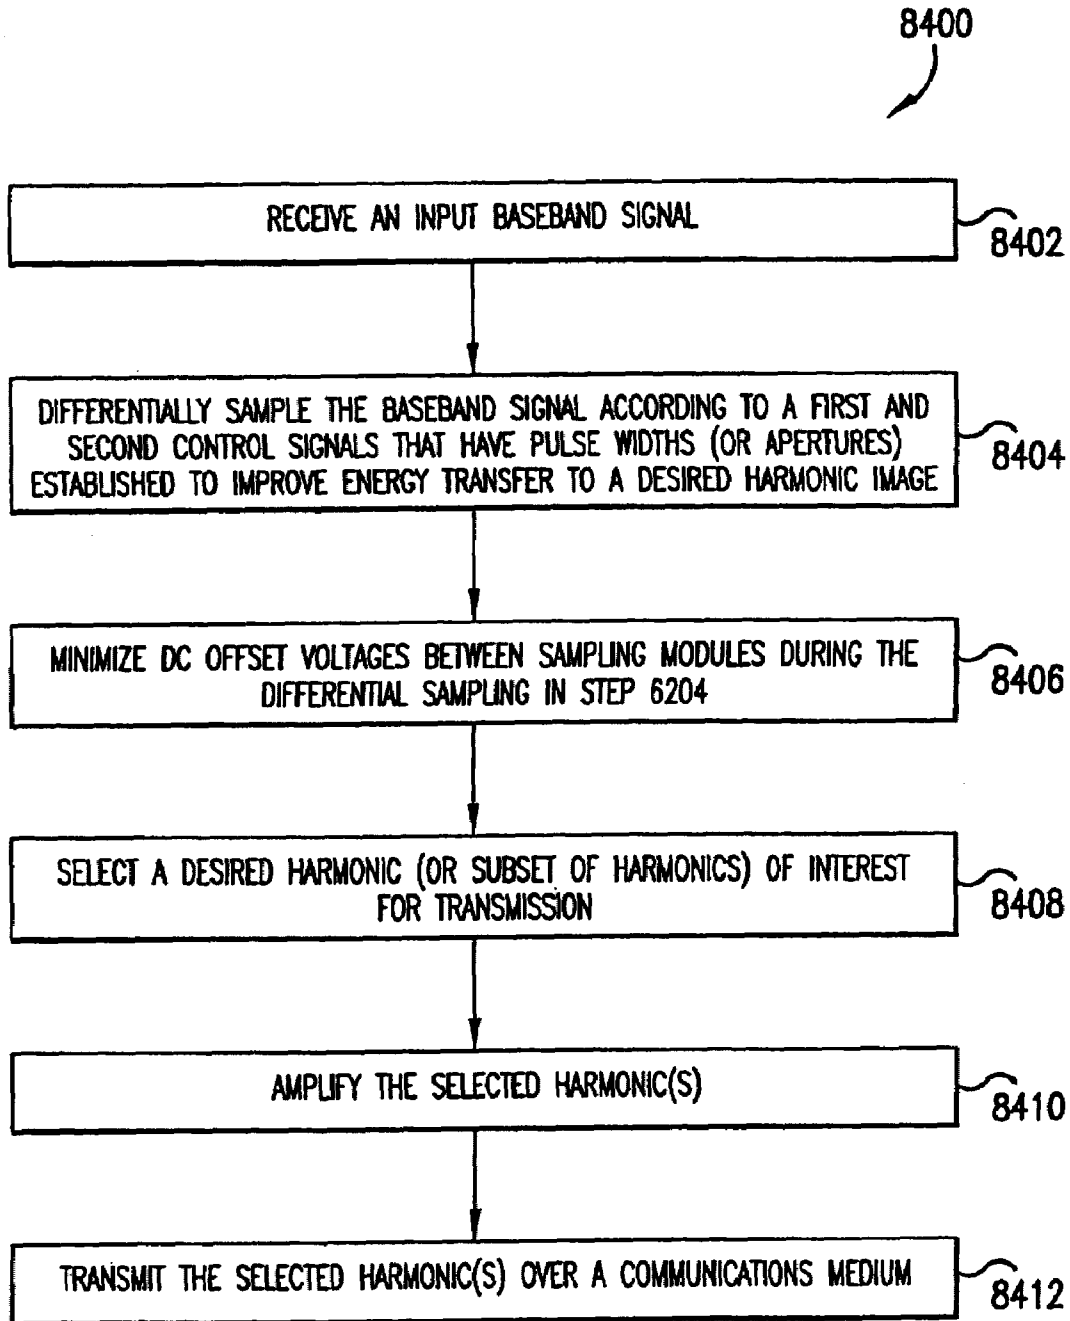 8400
RECEIVE AN INPUT BASEBAND SIGNAL
8402
DIFFERENTIALLY SAMPLE THE BASEBAND SIGNAL ACCORDING TO A FIRST AND
SECOND CONTROL SIGNALS THAT HAVE PULSE WIDTHS (OR APERTURES)
ESTABLISHED TO IMPROVE ENERGY TRANSFER TO A DESIRED HARMONIC IMAGE
8404
MINIMIZE DC OFFSET VOLTAGES BETWEEN SAMPLING MODULES DURING THE
DIFFERENTIAL SAMPLING IN STEP 6204
8406
SELECT A DESIRED HARMONIC (OR SUBSET OF HARMONICS) OF INTEREST
FOR TRANSMISSION
8408
AMPLIFY THE SELECTED HARMONIC(S)
8410
TRANSMIT THE SELECTED HARMONIC(S) OVER A COMMUNICATIONS MEDIUM
8412